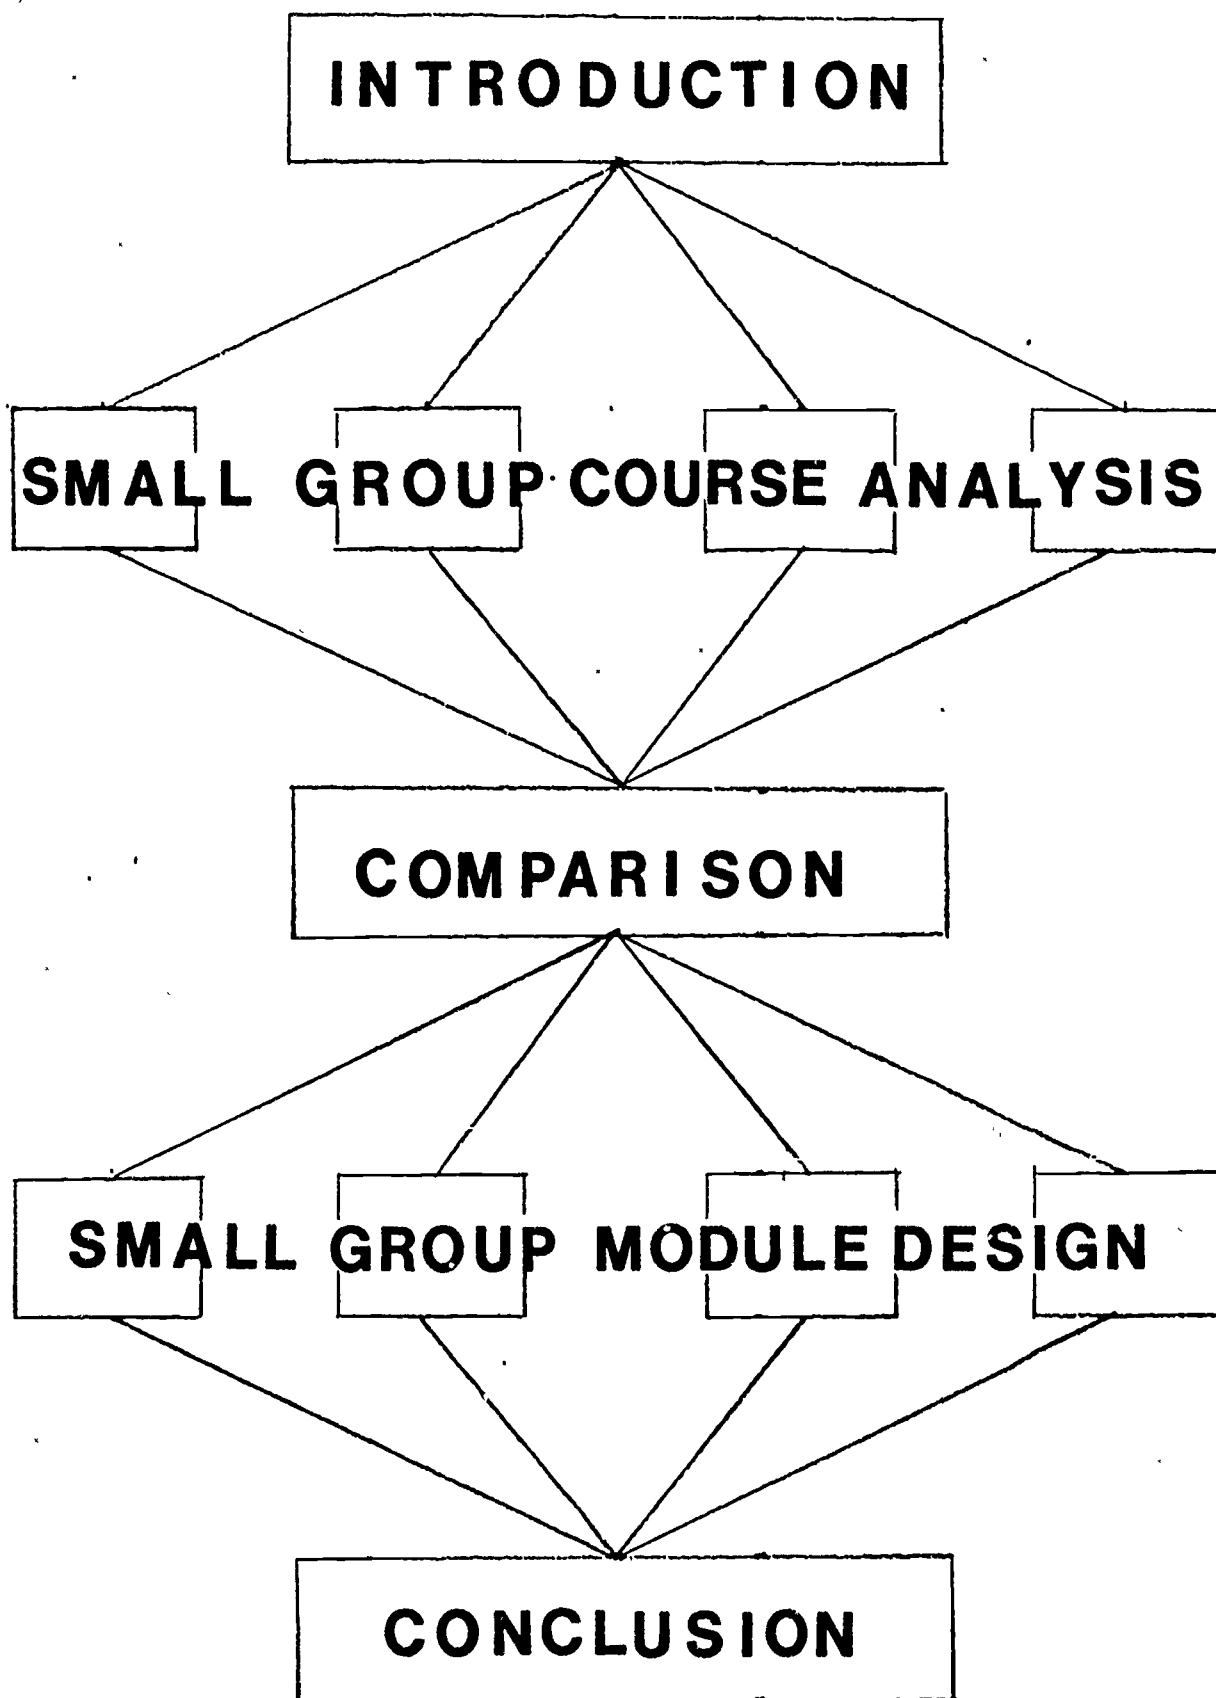 INTRODUCTION
SMALL GROUP COURSE ANALYSIS
COMPARISON
SMALL GROUP MODULE DESIGN
CONCLUSION